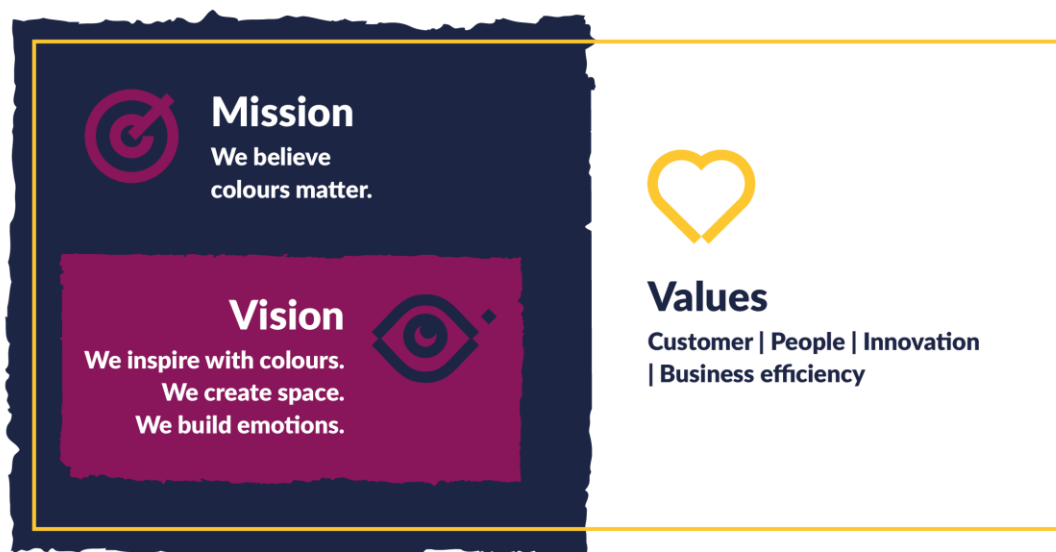 Mission
We believe
colours matter.
Vision
We inspire with colours.
We create space.
We build emotions.
Values
Customer | People | Innovation
| Business efficiency